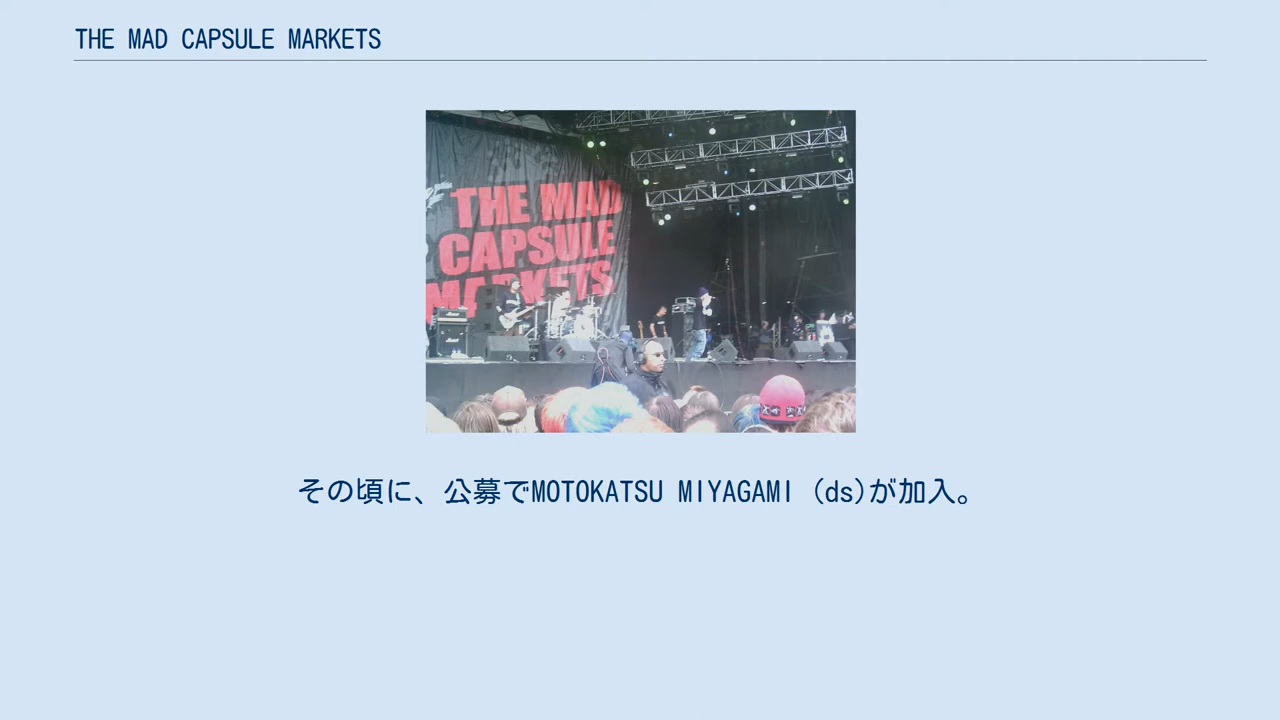 THE MAD CAPSULE MARKETS
THE MAD
CAPSULE
MARKETS
その頃に、公募でMOTOKATSU MIYAGAMI (ds)が加入。